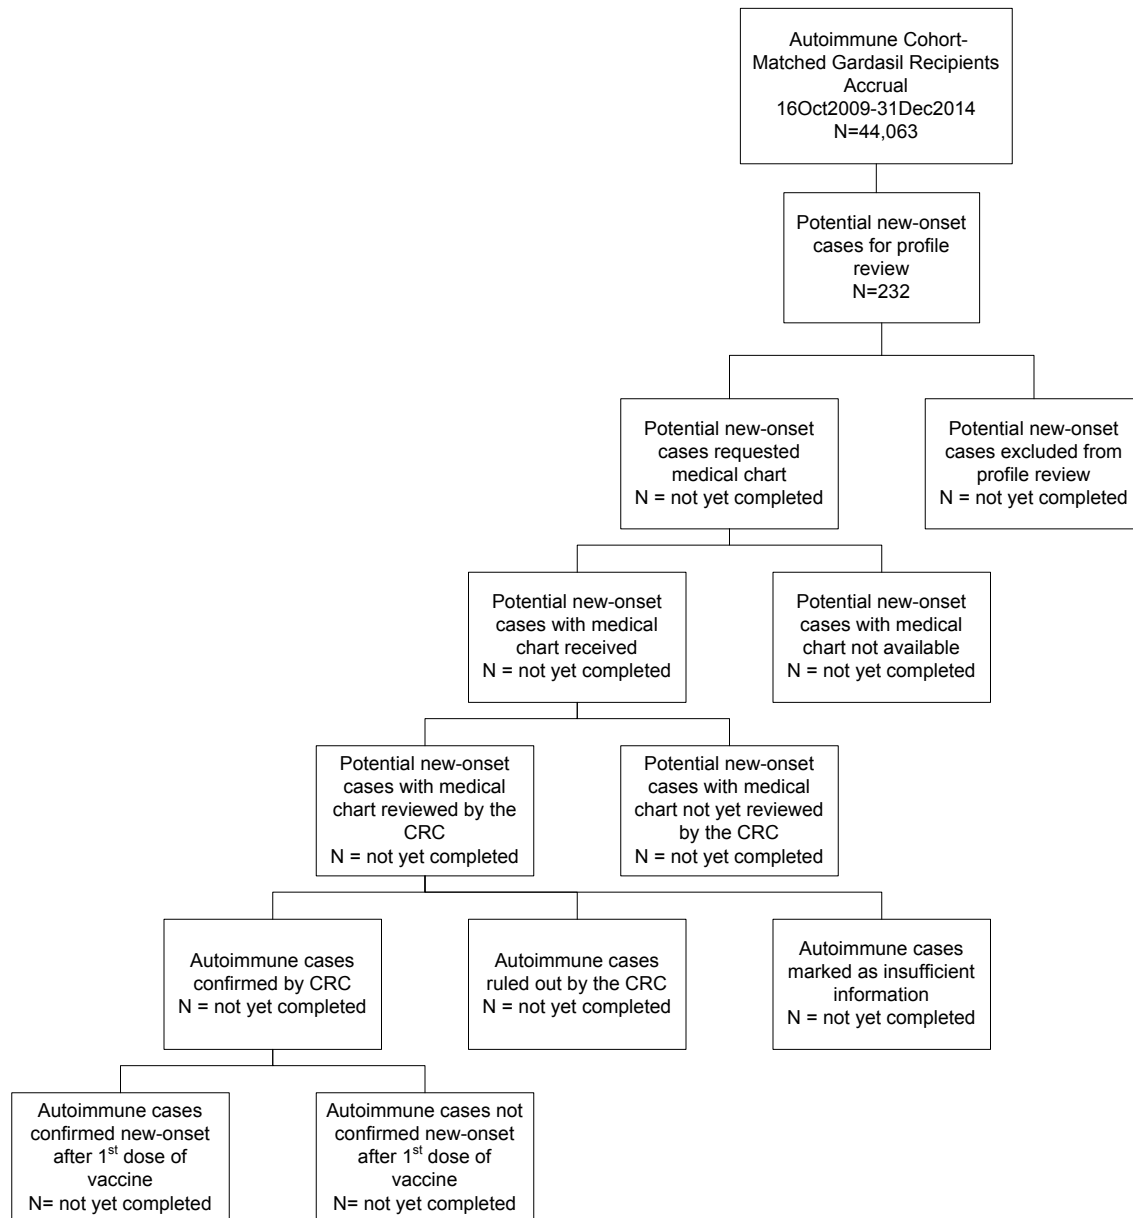 Autoimmune Cohort-
Matched Gardasil Recipients
Accrual
16Oct2009-31Dec2014
N=44,063
Potential new-onset
cases for profile
review
N=232
Potential new-onset
cases requested
medical chart
N = not yet completed
Potential new-onset
cases excluded from
profile review
N = not yet completed
Potential new-onset
cases with medical
chart received
N = not yet completed
Potential new-onset
cases with medical
chart not available
N = not yet completed
Potential new-onset
cases with medical
chart reviewed by the
CRC
N = not yet completed
Potential new-onset
cases with medical
chart not yet reviewed
by the CRC
N = not yet completed
Autoimmune cases
confirmed by CRC
N = not yet completed
Autoimmune cases
ruled out by the CRC
N = not yet completed
Autoimmune cases
marked as insufficient
information
N = not yet completed
Autoimmune cases
confirmed new-onset
after 1st dose of
vaccine
N= not yet completed
Autoimmune cases not
confirmed new-onset
after 1st dose of
vaccine
N= not yet completed